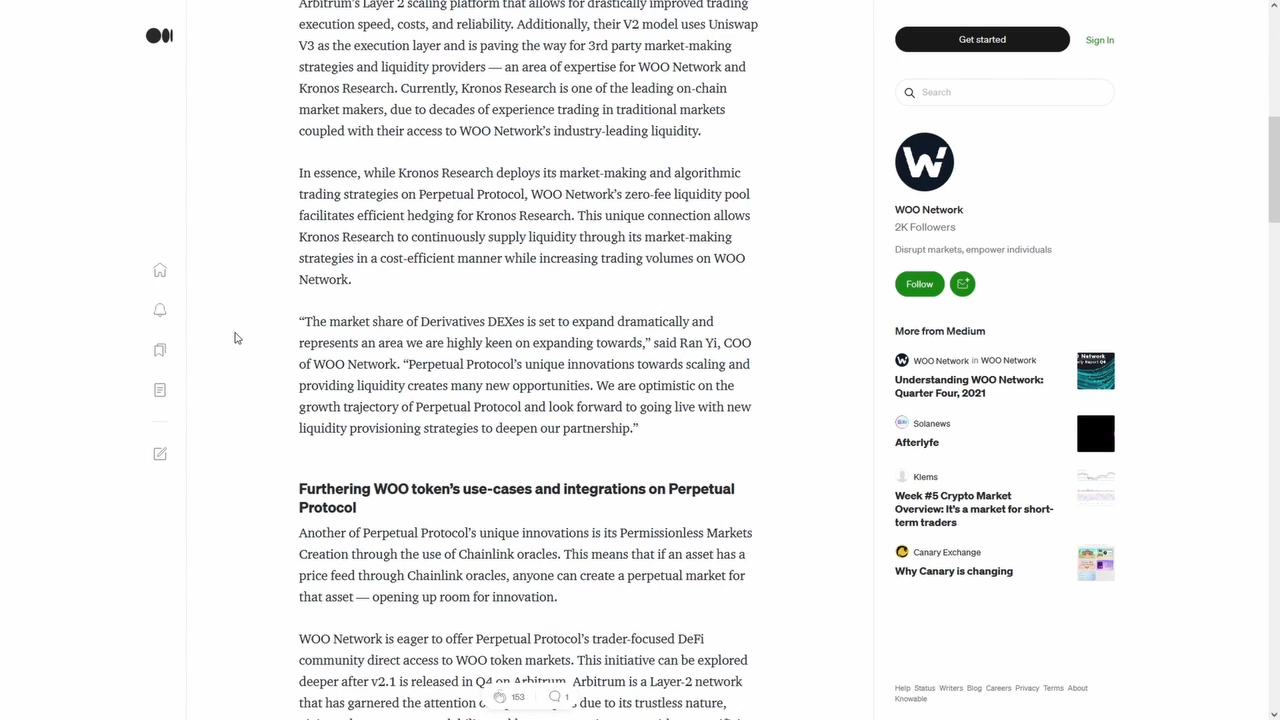 Arbitrum's Layer 2 scaling platform that allows for drastically improved trading
execution speed, costs, and reliability. Additionally, their V2 model uses Uniswap
V3 as the execution layer and is paving the way for 3rd party market-making
strategies and liquidity providers — an area of expertise for WOO Network and
Kronos Research. Currently, Kronos Research is one of the leading on-chain
market makers, due to decades of experience trading in traditional markets
coupled with their access to WOO Network's industry-leading liquidity.
In essence, while Kronos Research deploys its market-making and algorithmic
trading strategies on Perpetual Protocol, WOO Network's zero-fee liquidity pool
facilitates efficient hedging for Kronos Research. This unique connection allows
Kronos Research to continuously supply liquidity through its market-making
strategies in a cost-efficient manner while increasing trading volumes on WOO
Network.
“The market share of Derivatives DEXes is set to expand dramatically and
represents an area we are highly keen on expanding towards,” said Ran Yi, COO
of WOO Network. “Perpetual Protocol's unique innovations towards scaling and
providing liquidity creates many new opportunities. We are optimistic on the
growth trajectory of Perpetual Protocol and look forward to going live with new
liquidity provisioning strategies to deepen our partnership.”
Furthering WOO token's use-cases and integrations on Perpetual
Protocol
Another of Perpetual Protocol's unique innovations is its Permissionless Markets
Creation through the use of Chainlink oracles. This means that if an asset has a
price feed through Chainlink oracles, anyone can create a perpetual market for
that asset — opening up room for innovation.
WOO Network is eager to offer Perpetual Protocol's trader-focused DeFi
community direct access to WOO token markets. This initiative can be explored
deeper after v2.1 is released in Q4 on Arbitrum. Arbitrum is a Layer-2 network
that has garnered the attention of due to its trustless nature,
153
1
Get started
Sign In
Search
WOO Network
2K Followers
Disrupt markets, empower individuals
Follow
More from Medium
WOO Network in WOO Network
Understanding WOO Network:
Quarter Four, 2021
Solanews
Afterlyfe
Klems
Week #5 Crypto Market
Overview: It's a market for short-
term traders
Canary Exchange
Why Canary is changing
Help Status Writers Blog Careers Privacy Terms About
Knowable